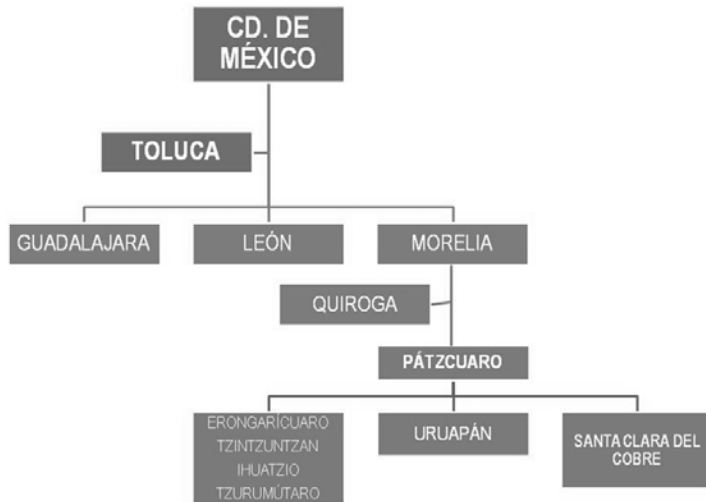 CD. DE
MÉXICO
TOLUCA
GUADALAJARA
LEÓN
MORELIA
QUIROGA
PÁTZCUARO
ERONGARÍCUARO
TZINTZUNTZAN
IHUATZIO
TZURUMÚTARO
URUAPÁN
SANTA CLARA DEL
COBRE